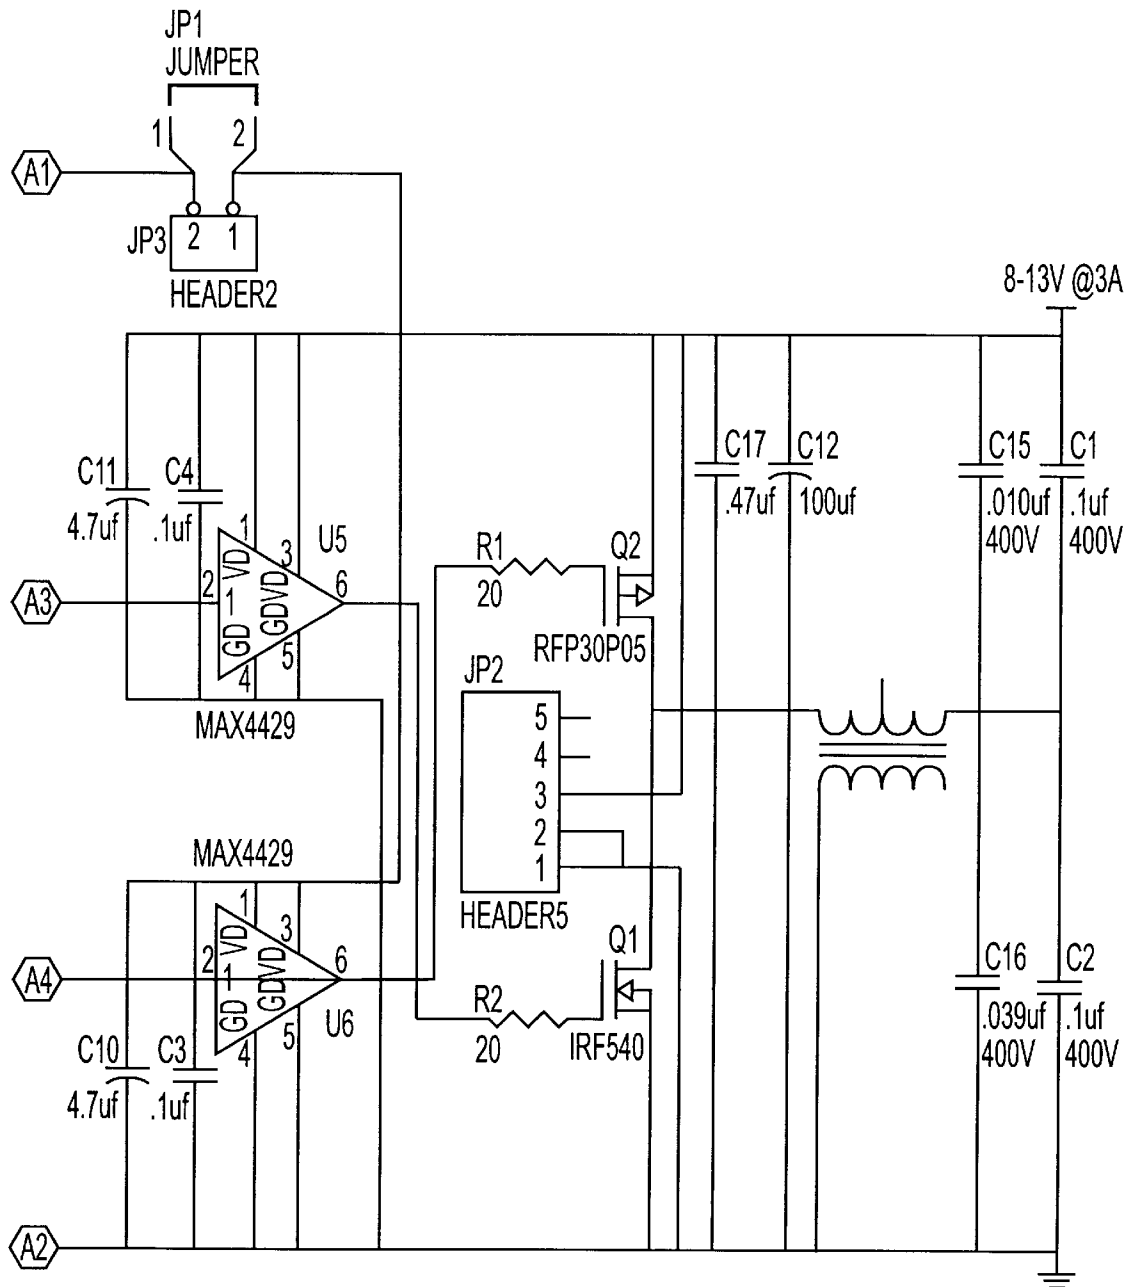 JP1
JUMPER
1
2
A1
JP3
2
1
HEADER2
8-13V @3A
C11
4.7uf
C4
.1uf
1
3
U5
A3
2
1
VD
GD
GDVD
6
4
5
MAX4429
R1
20
Q2
RFP30P05
C17
.47uf
C12
100uf
C15
.010uf
400V
C1
.1uf
400V
JP2
5
4
3
2
1
HEADER5
MAX4429
1
3
A4
2
1
VD
GD
GDVD
6
4
5
U6
C10
4.7uf
C3
.1uf
R2
20
Q1
IRF540
C16
.039uf
400V
C2
.1uf
400V
A2